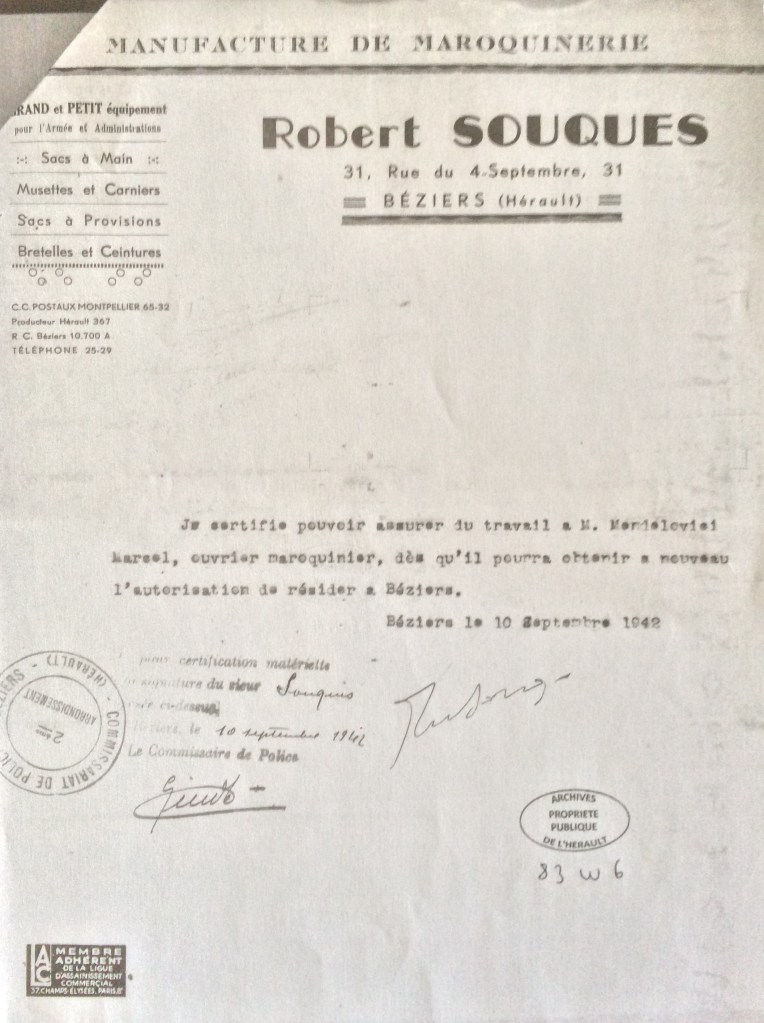 MANUFACTURE DE MAROQUINERIE
RAND et PETIT équipement
pour l'Armée et Administrations
:-: Sacs à Main :-:
Musettes et Carniers
Sacs à Provisions
Bretelles et Ceintures
C.C. POSTAUX MONTPELLIER 65-32
Producteur Hérault 367
R. C. Béziers 10.700 A
TÉLÉPHONE 25-29
Robert SOUQUES
31, Rue du 4-Septembre, 31
BÉZIERS (Hérault)
Je certifie pouvoir assurer du travail a M. Mendelovici
Marcel, ouvrier maroquinier, dès qu'il pourra obtenir a nouveau
l'autorisation de résider a Béziers.
Béziers le 10 Septembre 1942
pour certification matérielle
signature du sieur Souques
ci-dessus
Béziers, le 10 septembre 1942
Le Commissaire de Police
COMMISSARIAT DE POLICE - BÉZIERS - (HÉRAULT) -
2ème
ARRONDISSEMENT
ARCHIVES
PROPRIETE
PUBLIQUE
DE L'HERAULT
83 W 6
LAC
MEMBRE
ADHÉRENT
DE LA LIGUE
D'ASSAINISSEMENT
COMMERCIAL
37, CHAMPS-ÉLYSÉES, PARIS.8e